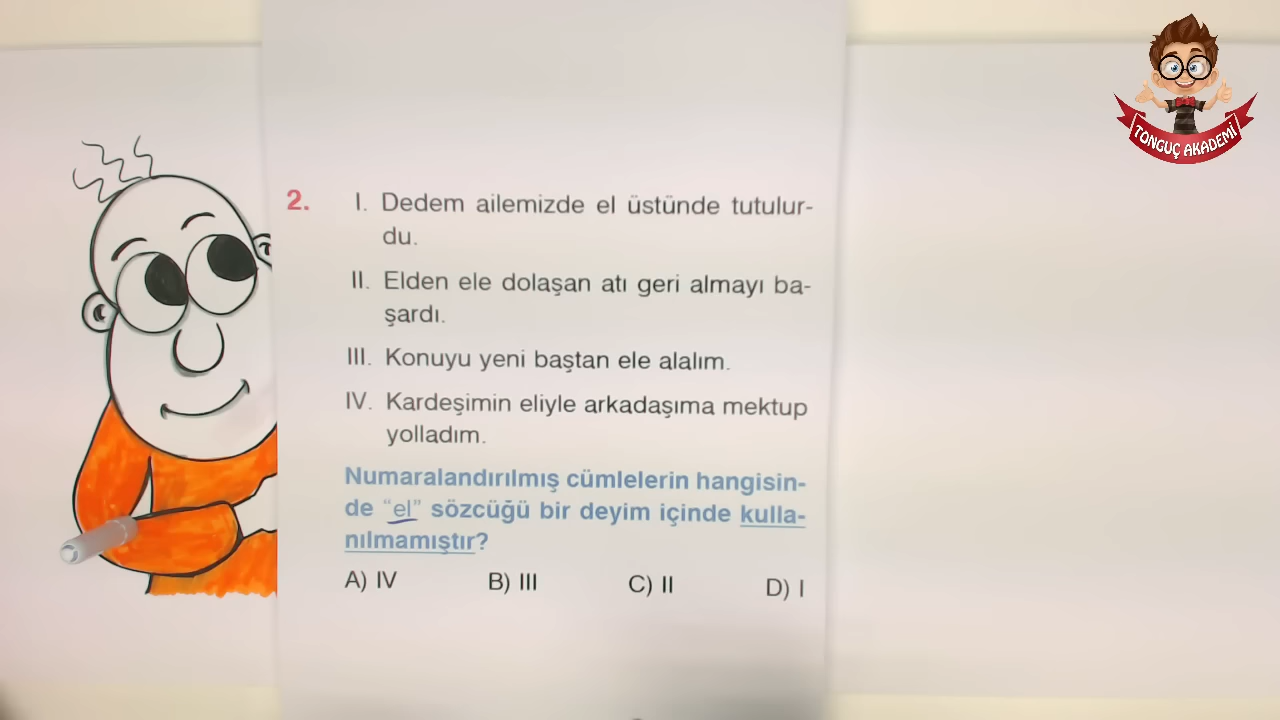 TONGUÇ AKADEMİ
2. I. Dedem ailemizde el üstünde tutulur-
du.
II. Elden ele dolaşan atı geri almayı ba-
şardı.
III. Konuyu yeni baştan ele alalım.
IV. Kardeşimin eliyle arkadaşıma mektup
yolladım.
Numaralandırılmış cümlelerin hangisin-
de "el" sözcüğü bir deyim içinde kulla-
nılmamıştır?
A) IV B) III C) II D) I